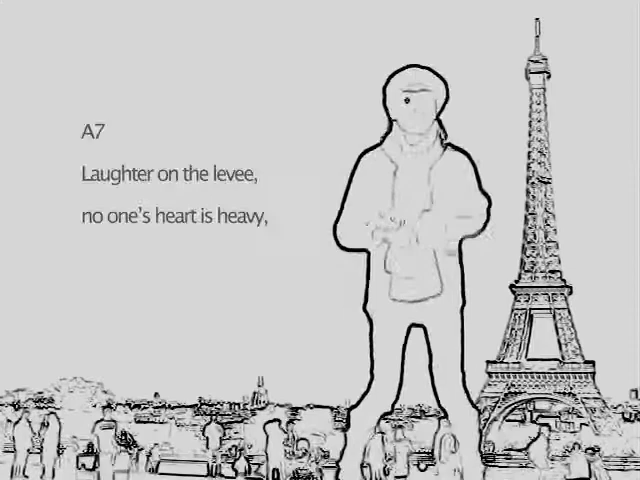 A7
Laughter on the levee,
no one's heart is heavy,